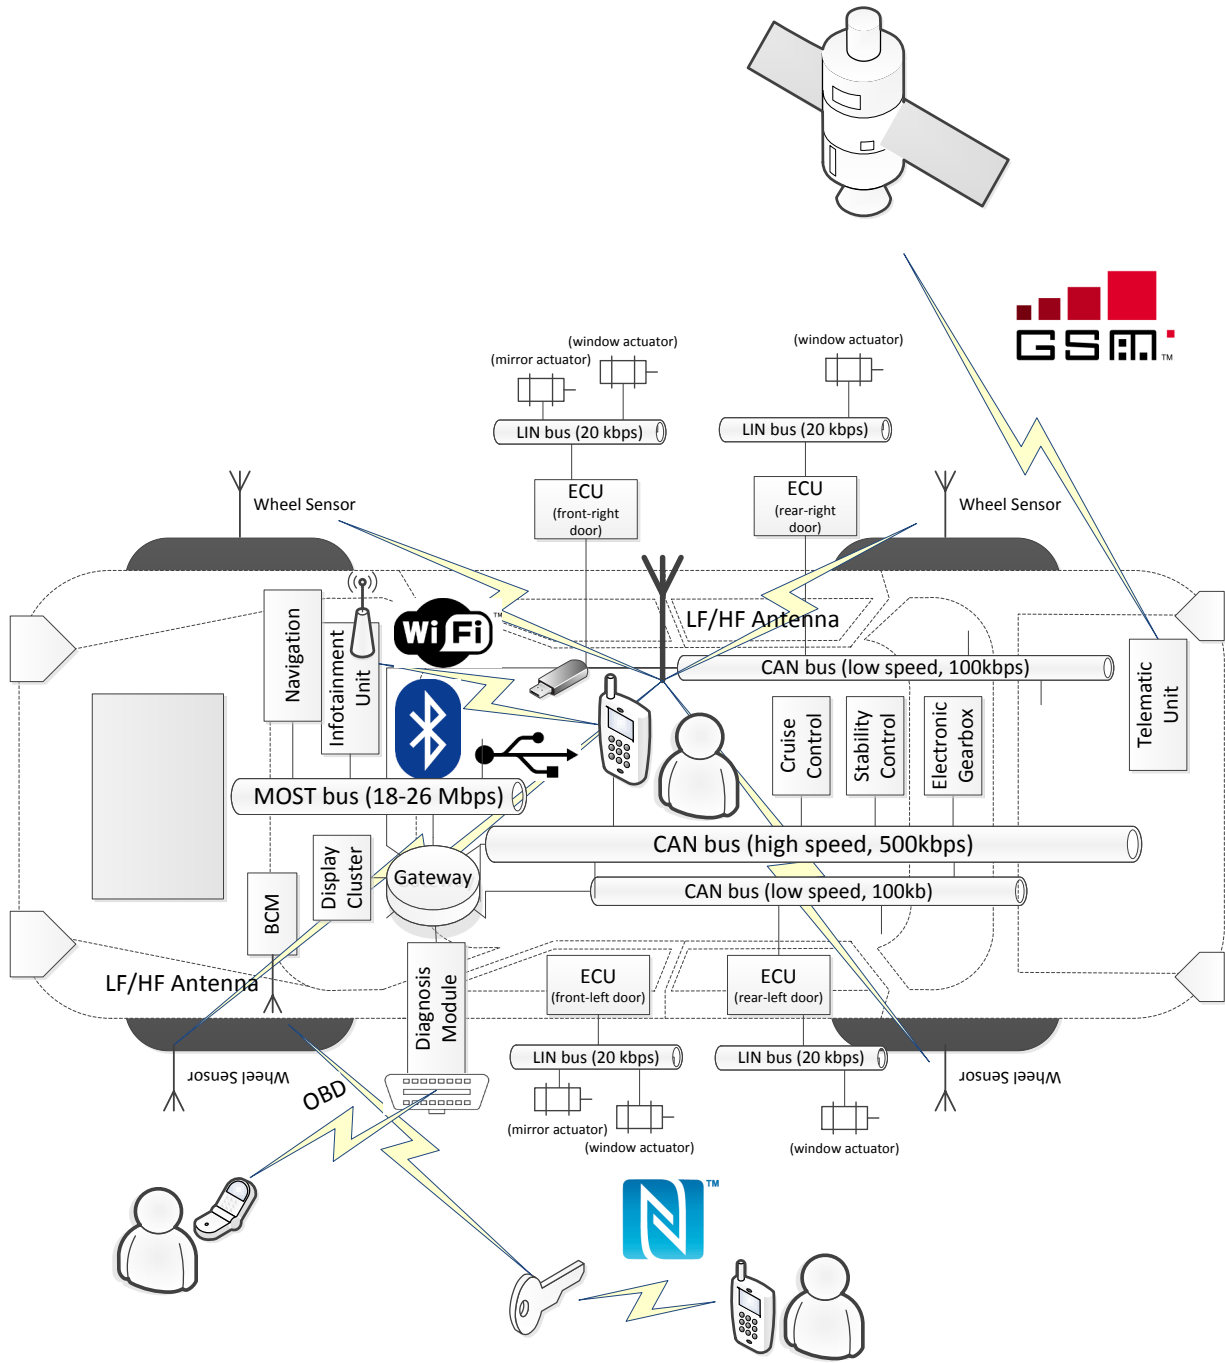 GSM
TM
(window actuator)
(mirror actuator)
(window actuator)
LIN bus (20 kbps)
LIN bus (20 kbps)
ECU
(front-right
door)
ECU
(rear-right
door)
Wheel Sensor
Wheel Sensor
Navigation
Infotainment
Unit
Wi Fi
TM
LF/HF Antenna
CAN bus (low speed, 100kbps)
Telematic
Unit
Cruise
Control
Stability
Control
Electronic
Gearbox
MOST bus (18-26 Mbps)
CAN bus (high speed, 500kbps)
Display
Cluster
Gateway
CAN bus (low speed, 100kb)
BCM
LF/HF Antenna
Diagnosis
Module
ECU
(front-left door)
ECU
(rear-left door)
LIN bus (20 kbps)
LIN bus (20 kbps)
Wheel Sensor
Wheel Sensor
OBD
(mirror actuator)
(window actuator)
(window actuator)
N
TM